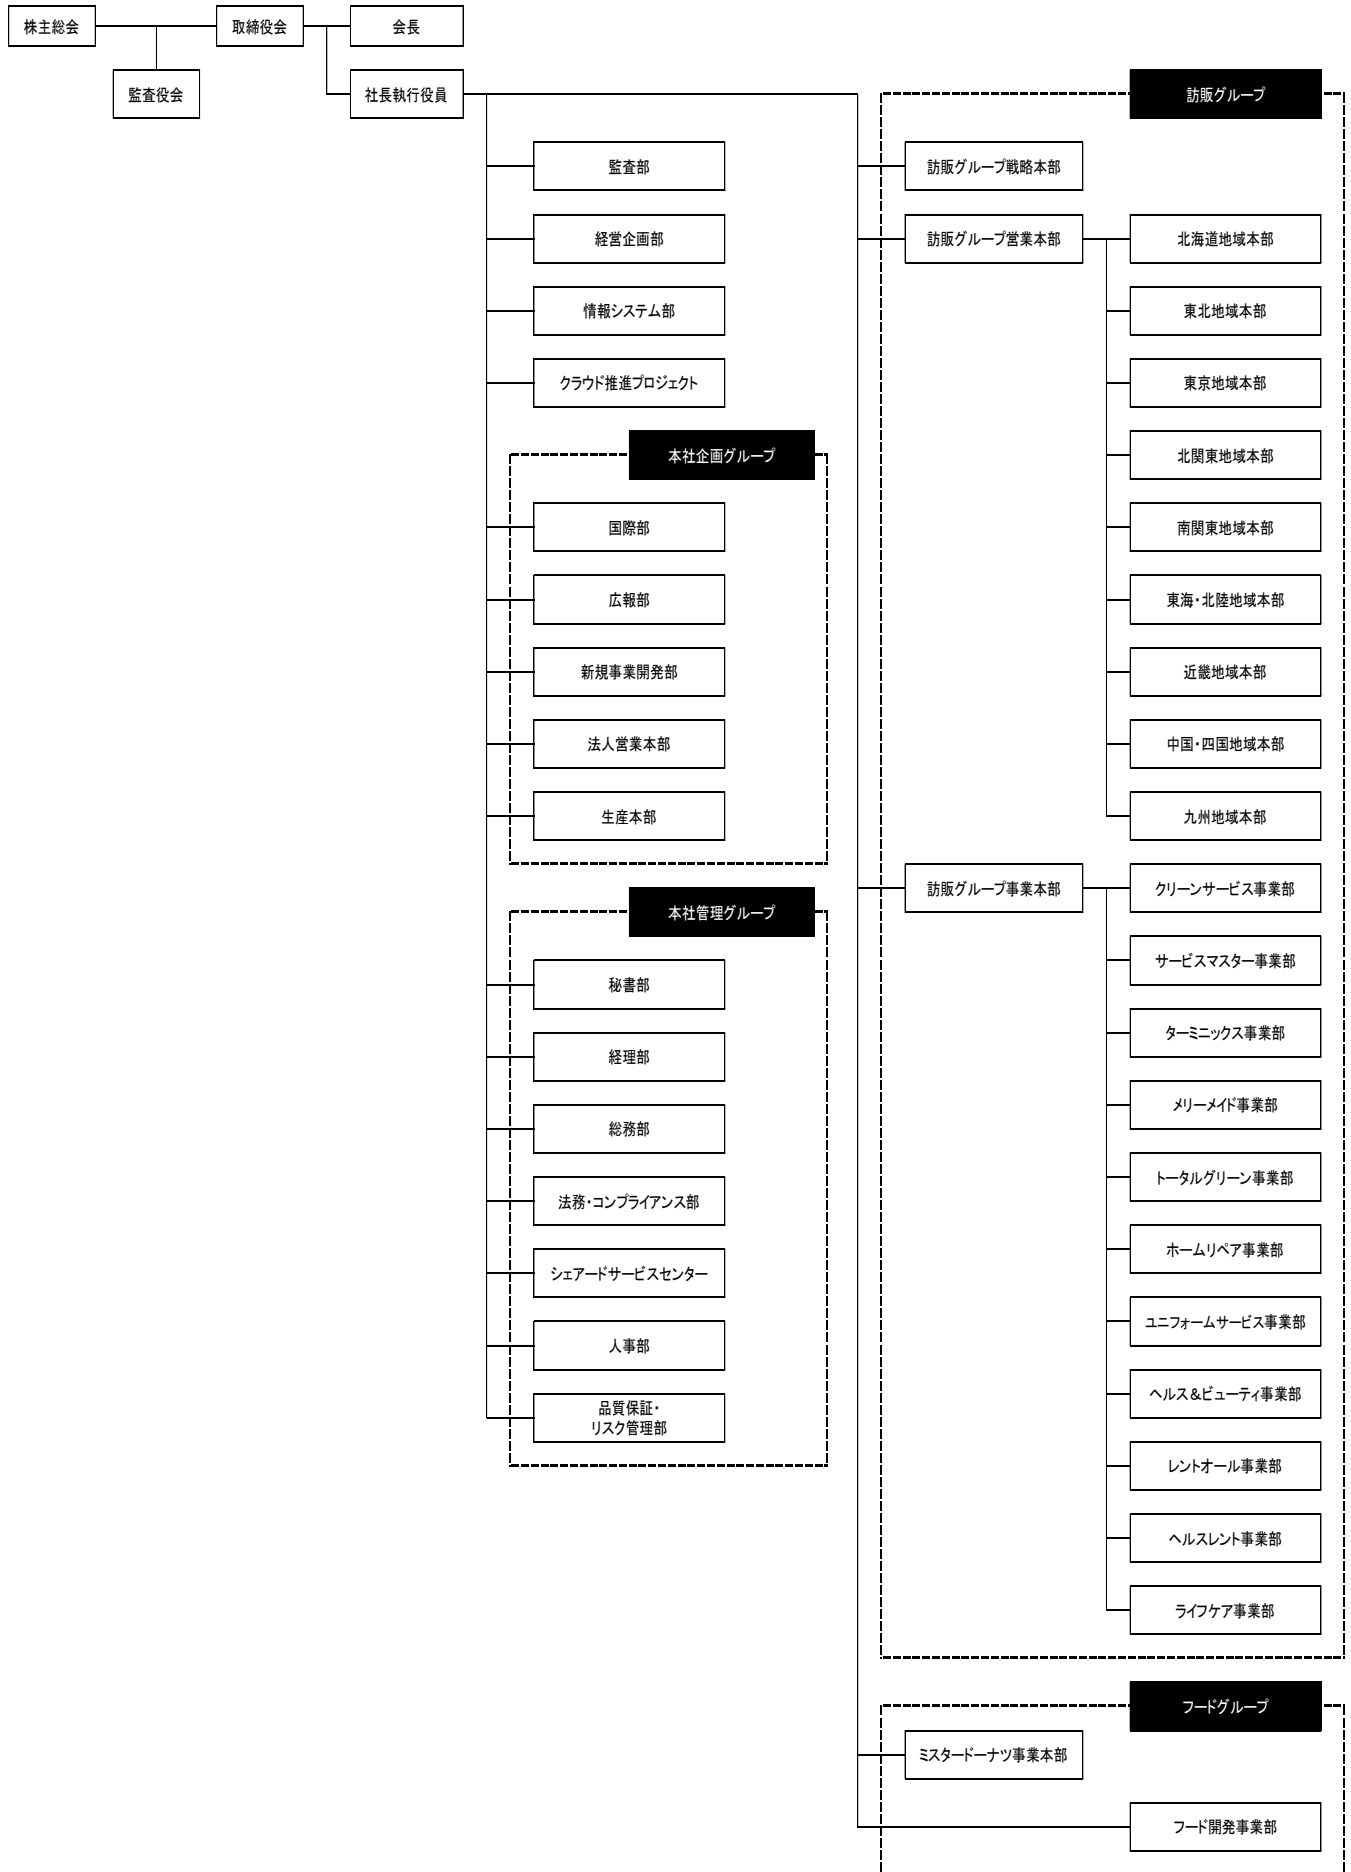 株主総会
取締役会
会長
監査役会
社長執行役員
監査部
経営企画部
情報システム部
クラウド推進プロジェクト
本社企画グループ
国際部
広報部
新規事業開発部
法人営業本部
生産本部
本社管理グループ
秘書部
経理部
総務部
法務・コンプライアンス部
シェアードサービスセンター
人事部
品質保証・
リスク管理部
訪販グループ
訪販グループ戦略本部
訪販グループ営業本部
北海道地域本部
東北地域本部
東京地域本部
北関東地域本部
南関東地域本部
東海・北陸地域本部
近畿地域本部
中国・四国地域本部
九州地域本部
訪販グループ事業本部
クリーンサービス事業部
サービスマスター事業部
ターミニックス事業部
メリーメイド事業部
トータルグリーン事業部
ホームリペア事業部
ユニフォームサービス事業部
ヘルス＆ビューティ事業部
レントオール事業部
ヘルスレント事業部
ライフケア事業部
フードグループ
ミスタードーナツ事業本部
フード開発事業部